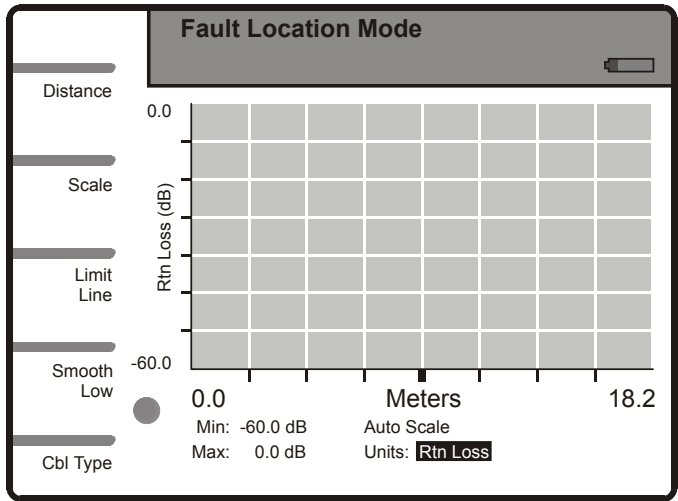 Fault Location Mode
Distance
Scale
Limit
Line
Smooth
Low
Cbl Type
0.0
Rtn Loss (dB)
-60.0
0.0 Meters 18.2
Min: -60.0 dB Auto Scale
Max: 0.0 dB Units: Rtn Loss